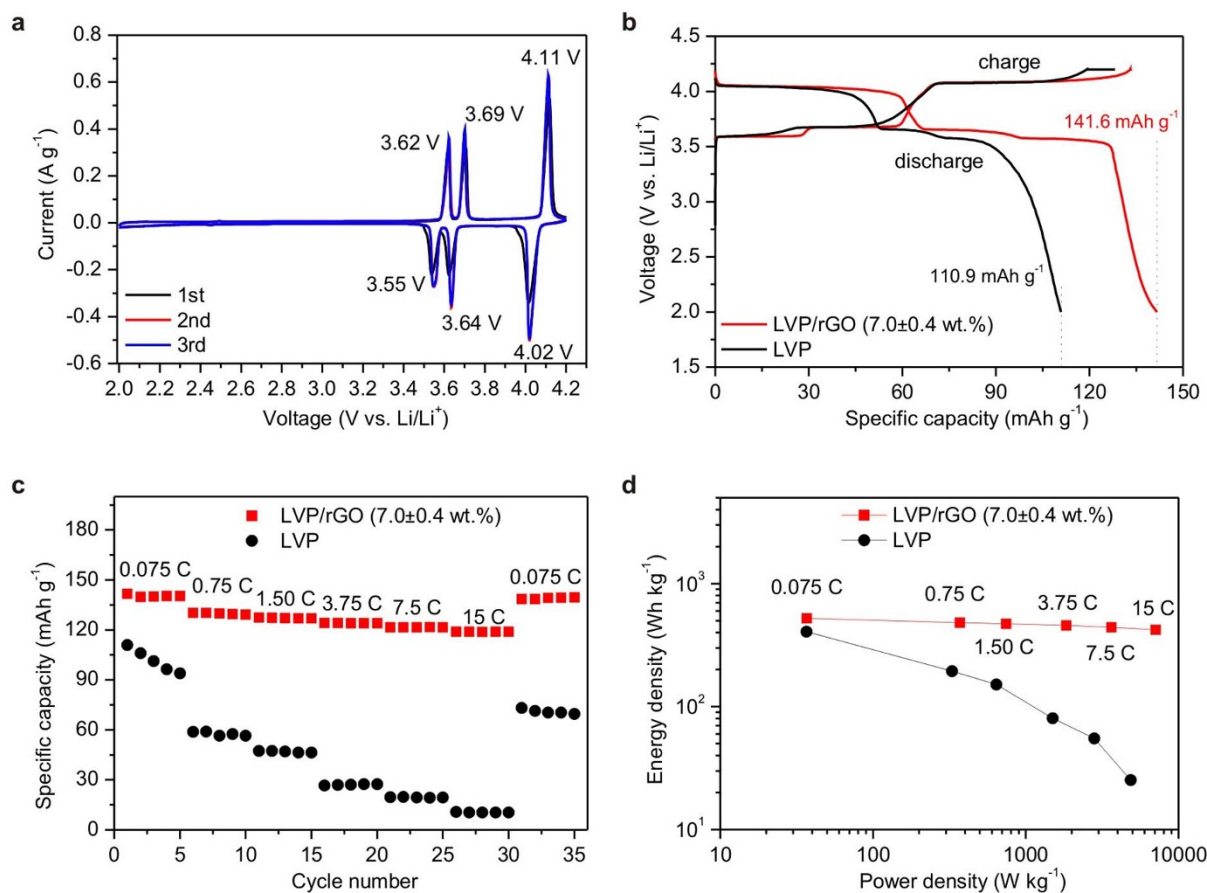 a
0.8
0.6
0.4
0.2
0.0
-0.2
-0.4
-0.6
Current (A g⁻¹)
4.11 V
3.69 V
3.62 V
3.55 V
3.64 V
4.02 V
1st
2nd
3rd
2.0 2.2 2.4 2.6 2.8 3.0 3.2 3.4 3.6 3.8 4.0 4.2
Voltage (V vs. Li/Li⁺)
b
4.5
4.0
3.5
3.0
2.5
2.0
1.5
Voltage (V vs. Li/Li⁺)
charge
141.6 mAh g⁻¹
discharge
110.9 mAh g⁻¹
LVP/rGO (7.0±0.4 wt.%)
LVP
0 30 60 90 120 150
Specific capacity (mAh g⁻¹)
c
180
150
120
90
60
30
0
Specific capacity (mAh g⁻¹)
LVP/rGO (7.0±0.4 wt.%)
LVP
0.075 C
0.75 C
1.50 C
3.75 C
7.5 C
15 C
0.075 C
0 5 10 15 20 25 30 35
Cycle number
d
10³
10²
10¹
Energy density (Wh kg⁻¹)
LVP/rGO (7.0±0.4 wt.%)
LVP
0.075 C
0.75 C
1.50 C
3.75 C
7.5 C
15 C
10 100 1000 10000
Power density (W kg⁻¹)